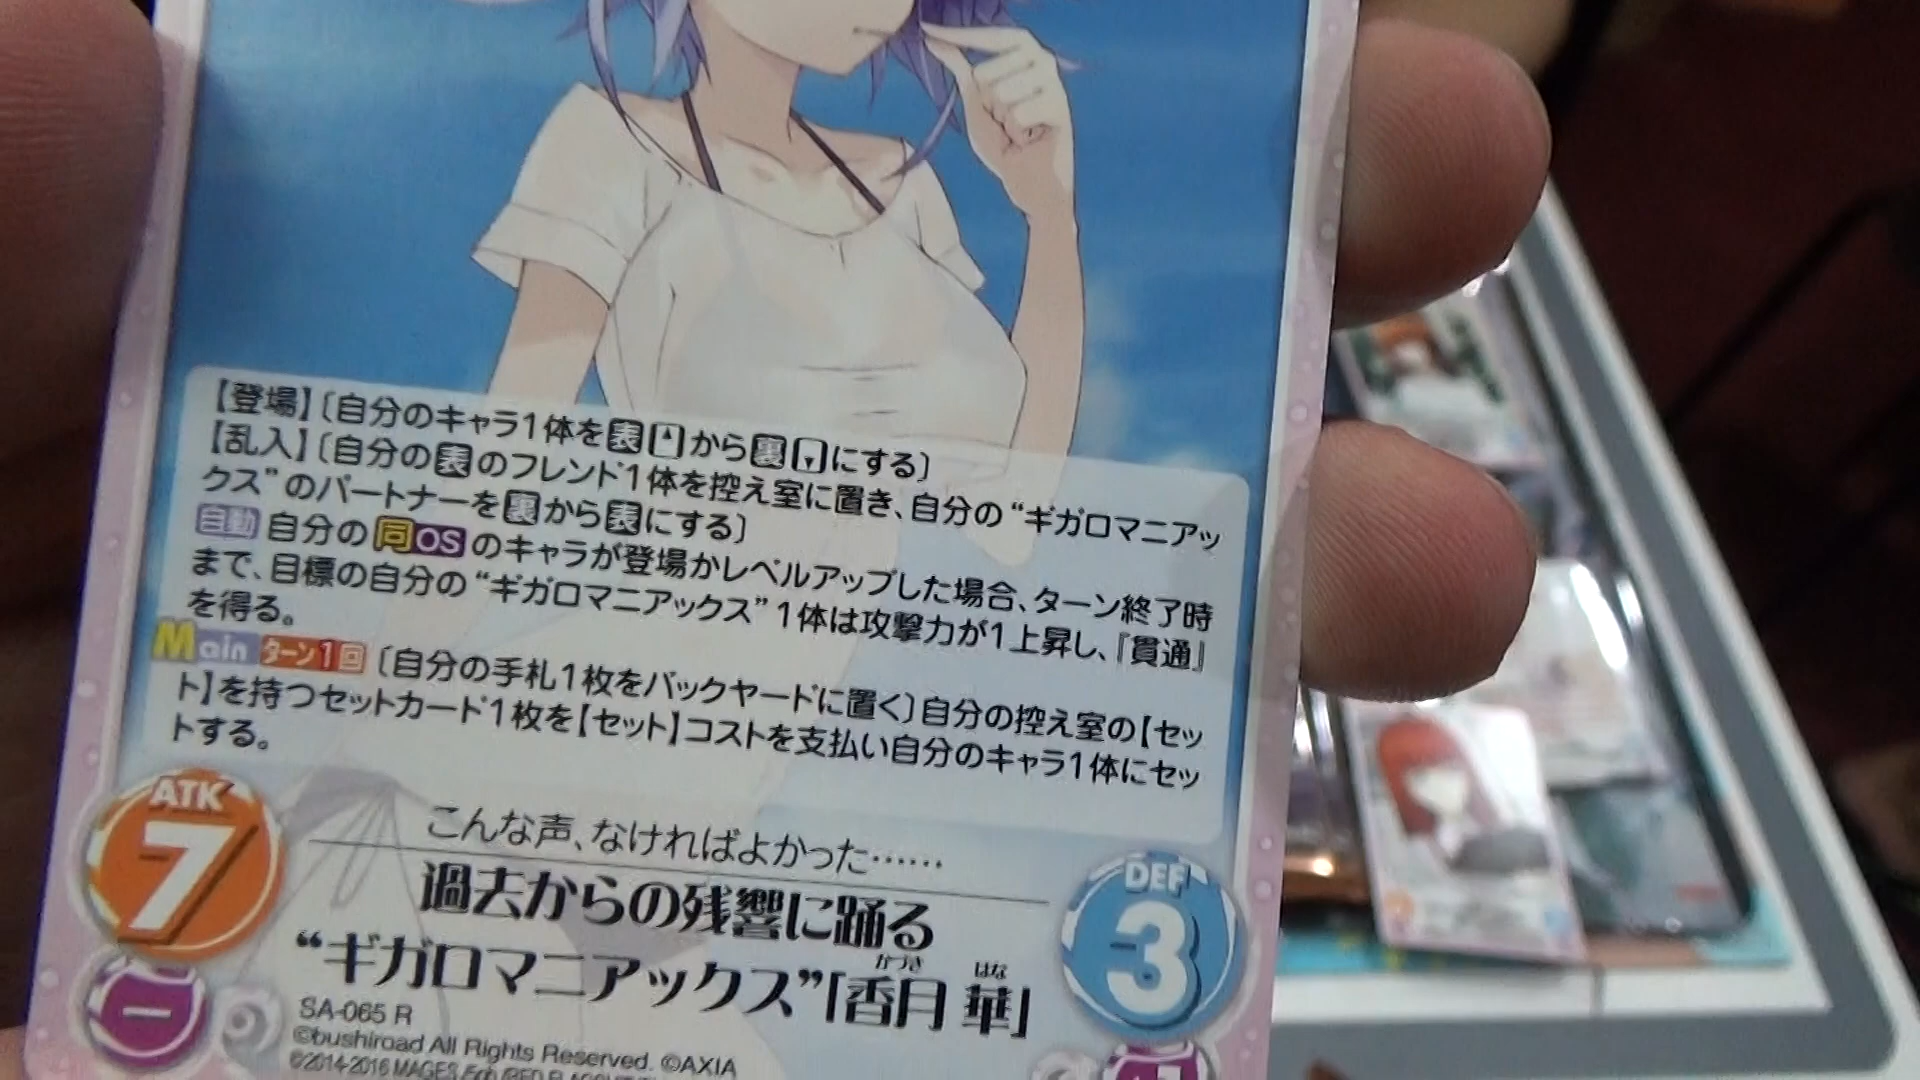 【登場】〔自分のキャラ1体を表から裏にする〕
【乱入】〔自分の表のフレンド1体を控え室に置き、自分の“ギガロマニアッ
クス”のパートナーを裏から表にする〕
自動 自分の同OSのキャラが登場かレベルアップした場合、ターン終了時
まで、目標の自分の“ギガロマニアックス”1体は攻撃力が1上昇し、『貫通』
を得る。
Main ターン1回 〔自分の手札1枚をバックヤードに置く〕自分の控え室の【セッ
ト】を持つセットカード1枚を【セット】コストを支払い自分のキャラ1体にセッ
トする。
こんな声、なければよかった……
ATK
7
DEF
3
過去からの残響に踊る
“ギガロマニアックス”「香月 華」
かづき はな
SA-065 R
©bushiroad All Rights Reserved. ©AXIA
©2014-2016 MAGES./5pb./RED